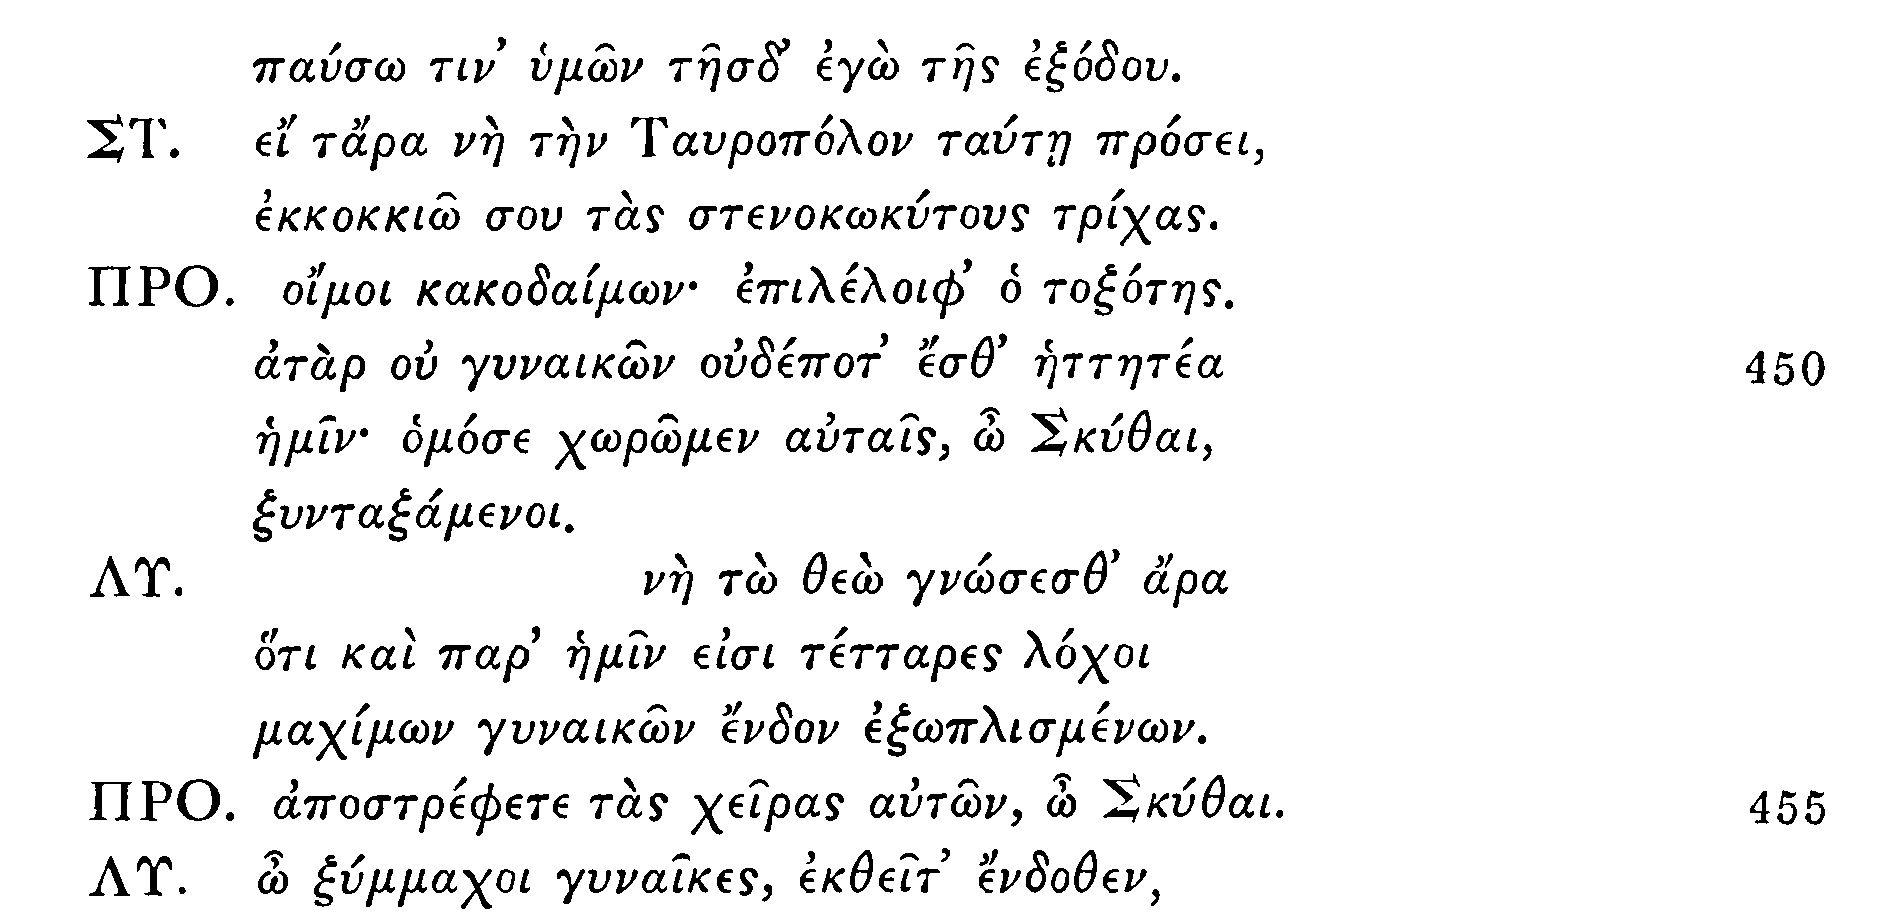 παύσω τιν’ ὑμῶν τῆσδ’ ἐγὼ τῆς ἐξόδου.
ΣΤ. εἴ τἄρα νὴ τὴν Ταυροπόλον ταύτῃ πρόσει,
ἐκκοκκιῶ σου τὰς στενοκωκύτους τρίχας.
ΠΡΟ. οἴμοι κακοδαίμων· ἐπιλέλοιφ’ ὁ τοξότης.
ἀτὰρ οὐ γυναικῶν οὐδέποτ’ ἔσθ’ ἡττητέα 450
ἡμῖν· ὁμόσε χωρῶμεν αὐταῖς, ὦ Σκύθαι,
ξυνταξάμενοι.
ΛΥ. νὴ τὼ θεὼ γνώσεσθ’ ἄρα
ὅτι καὶ παρ’ ἡμῖν εἰσι τέτταρες λόχοι
μαχίμων γυναικῶν ἔνδον ἐξωπλισμένων.
ΠΡΟ. ἀποστρέφετε τὰς χεῖρας αὐτῶν, ὦ Σκύθαι. 455
ΛΥ. ὦ ξύμμαχοι γυναῖκες, ἐκθεῖτ’ ἔνδοθεν,